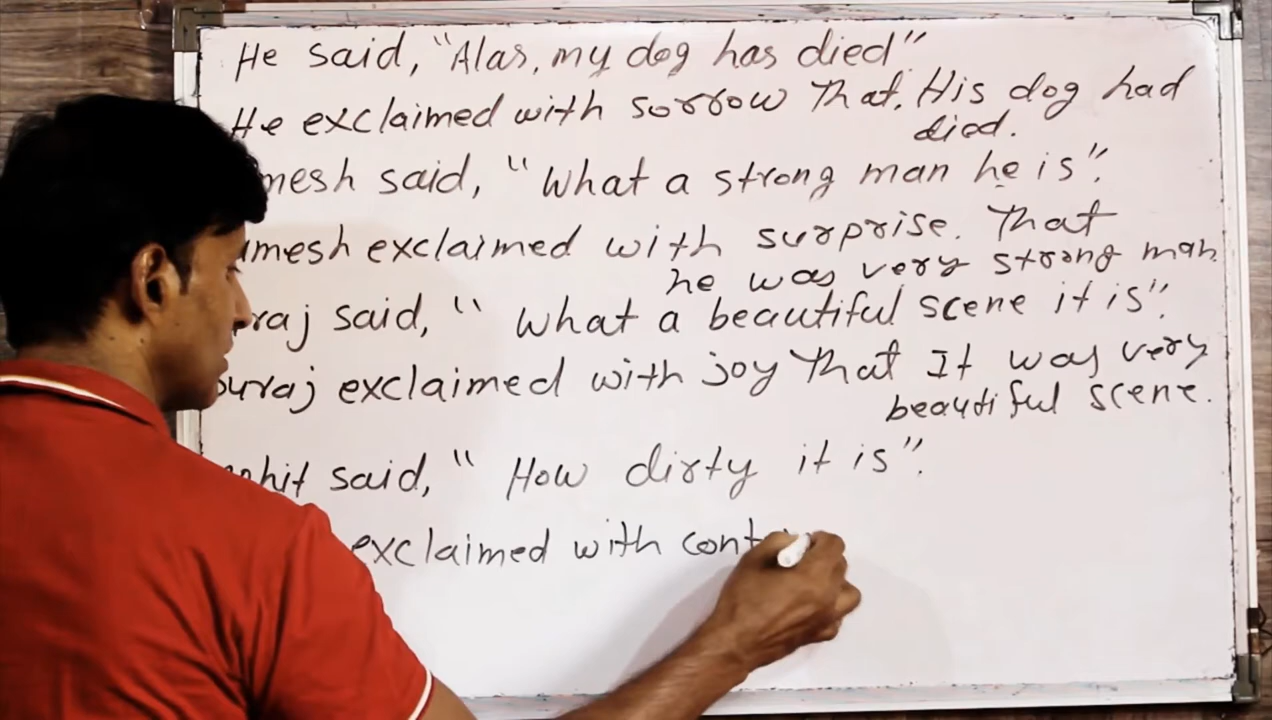 He said, "Alas, my dog has died"
He exclaimed with sorrow That. His dog had
died.
mesh said, "What a strong man he is".
mesh exclaimed with surprise. That
he was very strong man.
raj said, "What a beautiful scene it is".
uraj exclaimed with joy That It was very
beautiful scene.
hit said, "How dirty it is".
exclaimed with cont